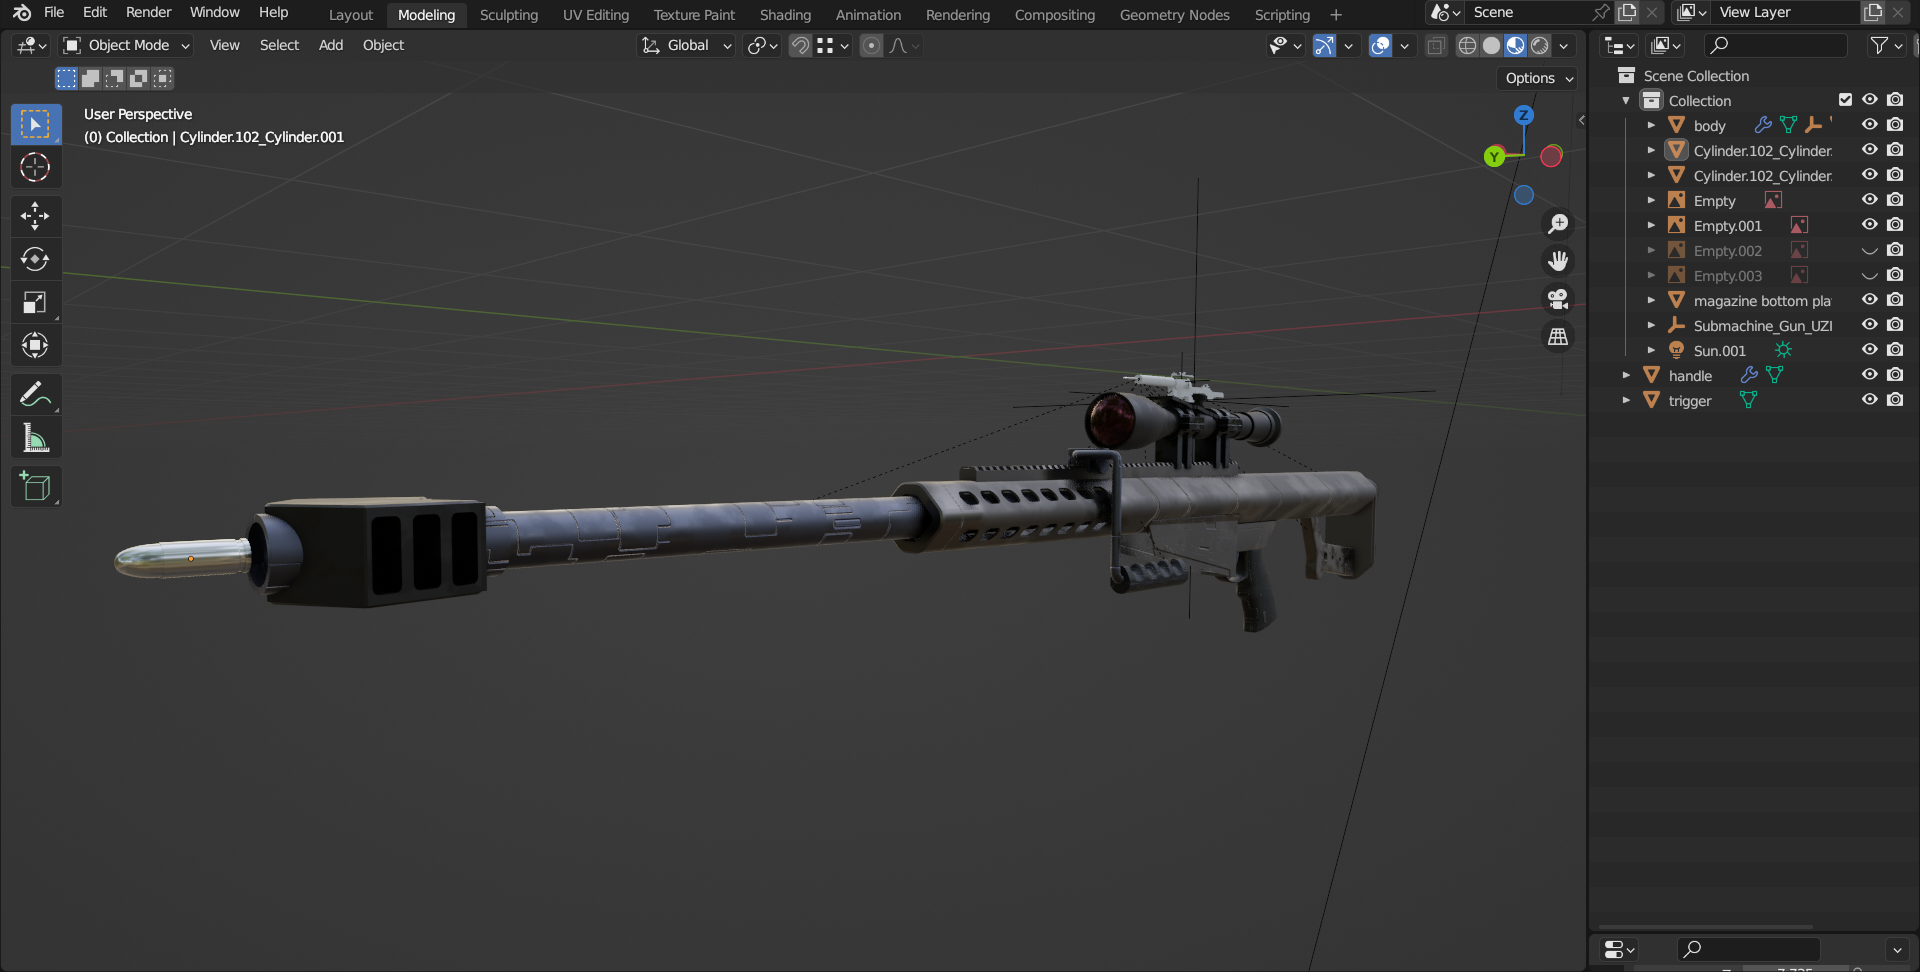 File Edit Render Window Help Layout Modeling Sculpting UV Editing Texture Paint Shading Animation Rendering Compositing Geometry Nodes Scripting + Scene View Layer
Object Mode View Select Add Object Global
Options
User Perspective
(0) Collection | Cylinder.102_Cylinder.001
Z
Y
Scene Collection
Collection
body
Cylinder.102_Cylinder.
Cylinder.102_Cylinder.
Empty
Empty.001
Empty.002
Empty.003
magazine bottom pla
Submachine_Gun_UZI
Sun.001
handle
trigger